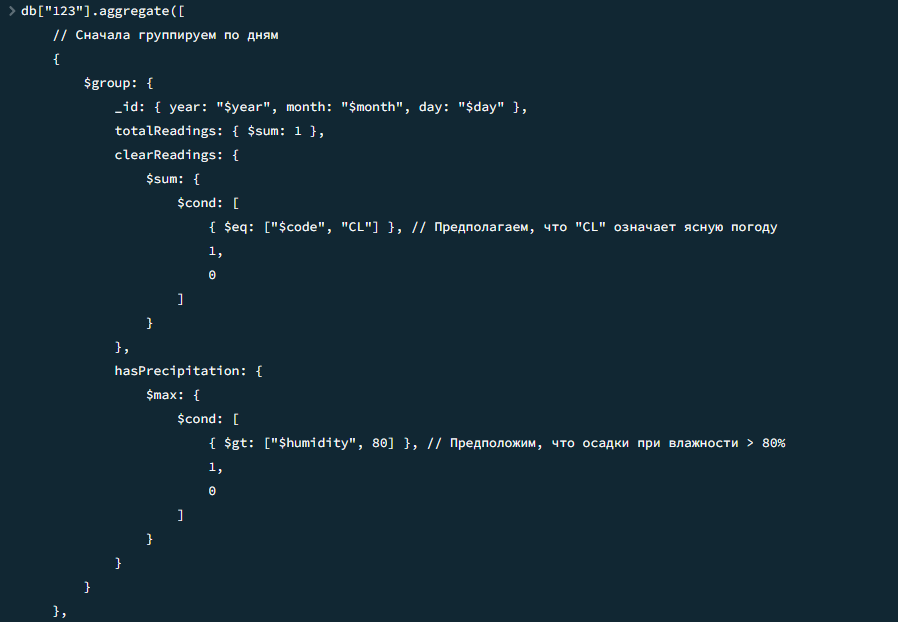 db["123"].aggregate([
// Сначала группируем по дням
{
$group: {
_id: { year: "$year", month: "$month", day: "$day" },
totalReadings: { $sum: 1 },
clearReadings: {
$sum: {
$cond: [
{ $eq: ["$code", "CL"] }, // Предполагаем, что "CL" означает ясную погоду
1,
0
]
}
},
hasPrecipitation: {
$max: {
$cond: [
{ $gt: ["$humidity", 80] }, // Предположим, что осадки при влажности > 80%
1,
0
]
}
}
}
},